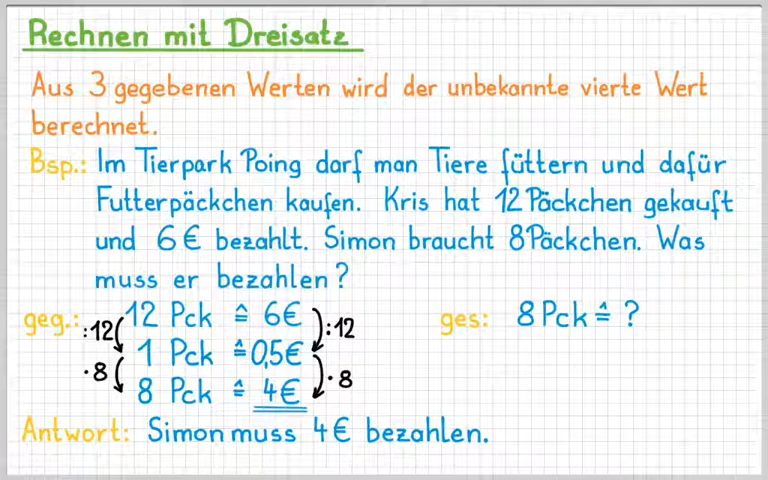 Rechnen mit Dreisatz
Aus 3 gegebenen Werten wird der unbekannte vierte Wert
berechnet.
Bsp.: Im Tierpark Poing darf man Tiere füttern und dafür
Futterpäckchen kaufen. Kris hat 12 Päckchen gekauft
und 6 € bezahlt. Simon braucht 8 Päckchen. Was
muss er bezahlen?
geg.: 12 Pck ≙ 6€ ges: 8 Pck ≙ ?
:12 :12
1 Pck ≙ 0,5€
·8 ·8
8 Pck ≙ 4€
Antwort: Simon muss 4€ bezahlen.